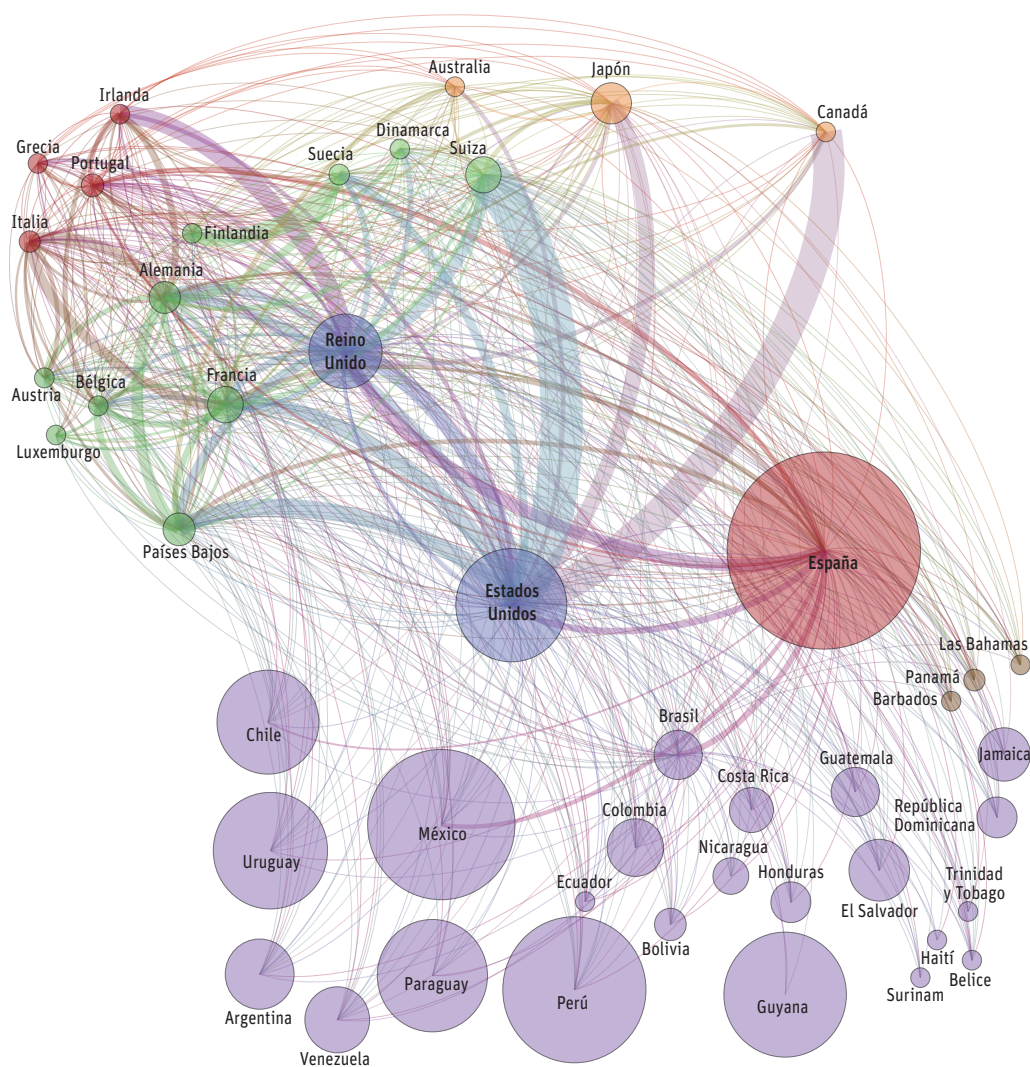 Australia
Japón
Irlanda
Canadá
Dinamarca
Grecia
Suecia
Suiza
Portugal
Italia
Finlandia
Alemania
Reino
Unido
Francia
Bélgica
Austria
Luxemburgo
Países Bajos
España
Estados
Unidos
Las Bahamas
Panamá
Barbados
Brasil
Chile
Jamaica
Guatemala
Costa Rica
República
Dominicana
Colombia
México
Uruguay
Nicaragua
Honduras
Trinidad
y Tobago
Ecuador
El Salvador
Bolivia
Haití
Belice
Surinam
Paraguay
Perú
Guyana
Argentina
Venezuela